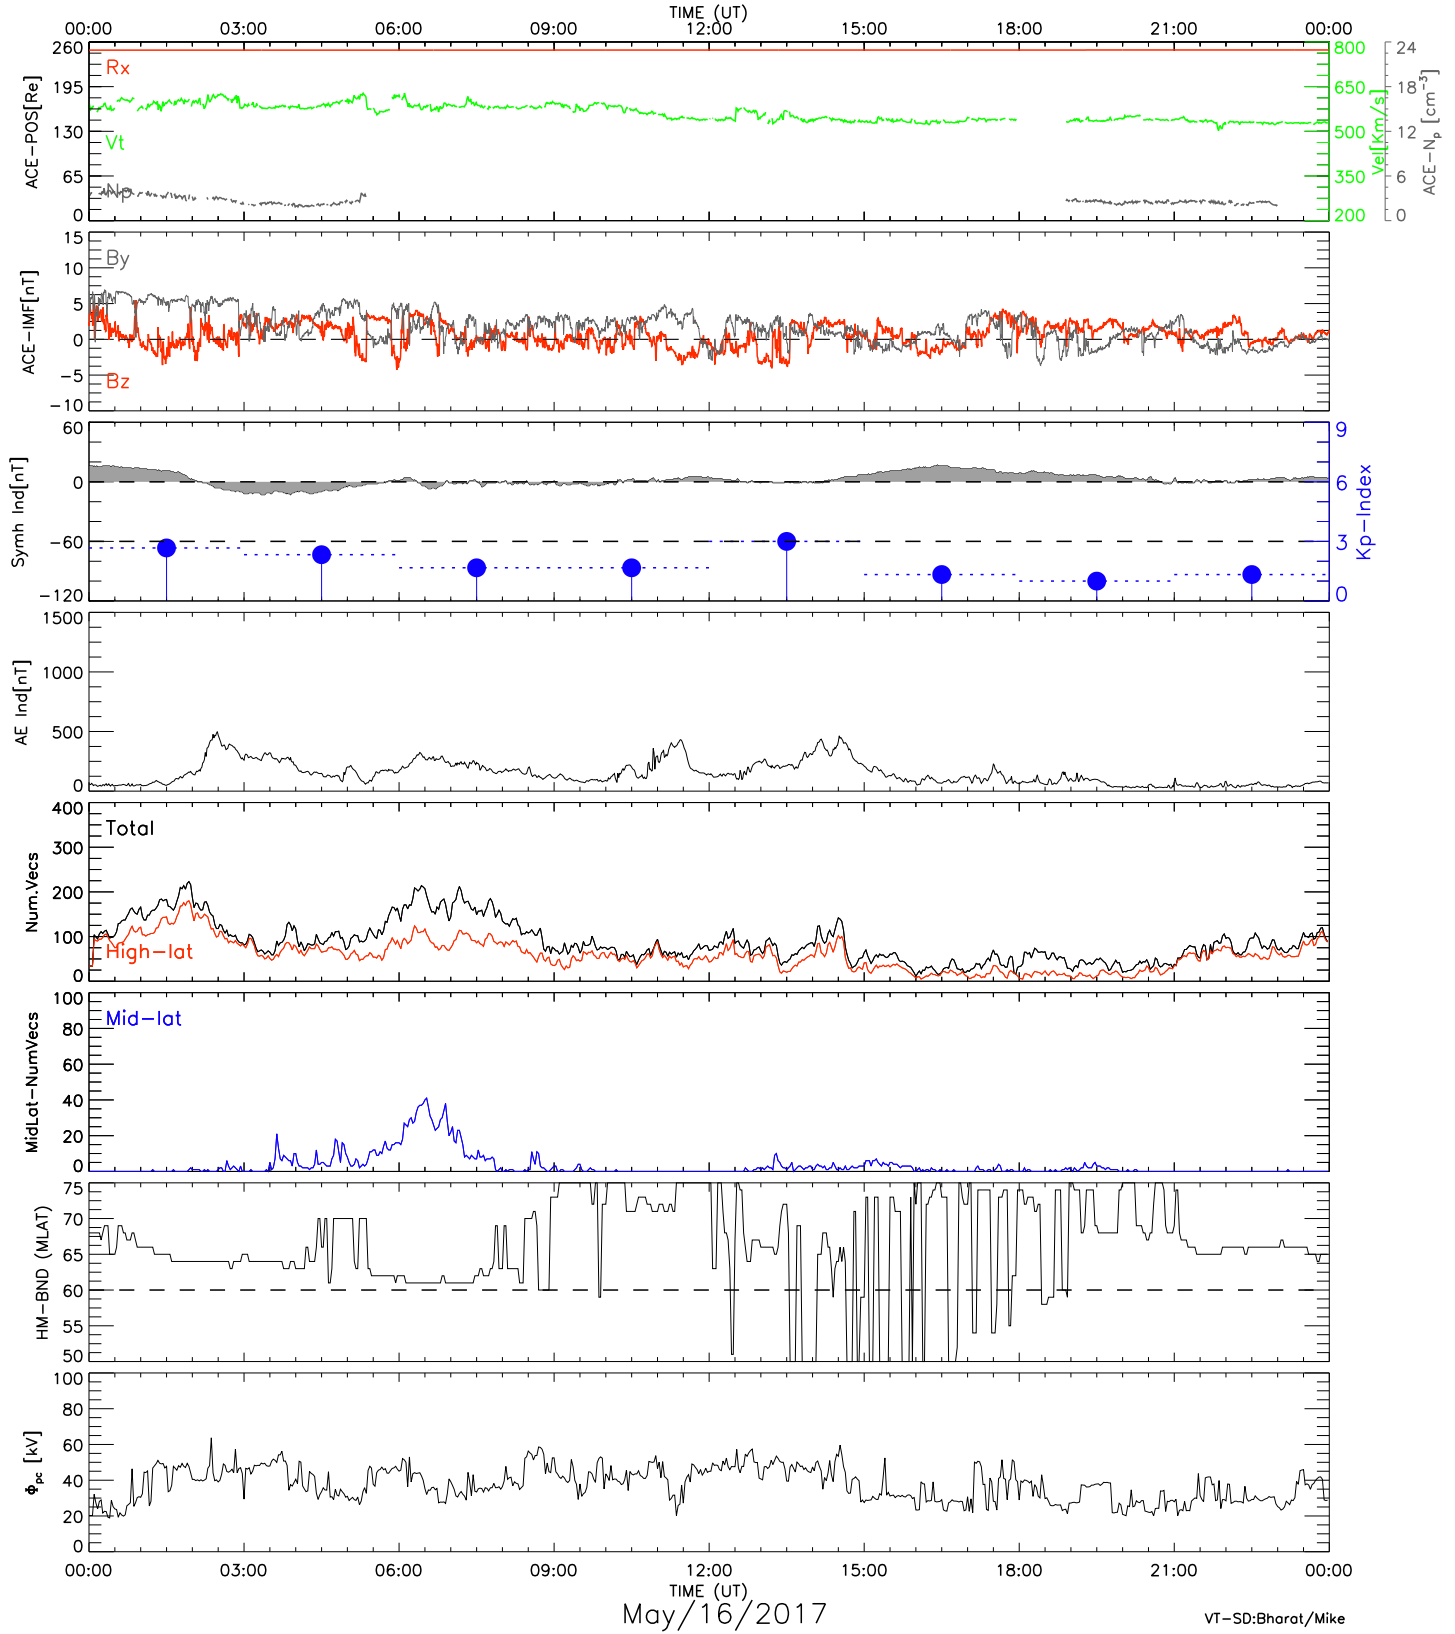 TIME (UT)
00:00 03:00 06:00 09:00 12:00 15:00 18:00 21:00 00:00
260 195 130 65 0
ACE-POS[Re]
Rx
Vt
Np
800 650 500 350 200
Vel[Km/s]
24 18 12 6 0
ACE-Np [cm⁻³]
15 10 5 0 -5 -10
ACE-IMF[nT]
By
Bz
60 0 -60 -120
Symh Ind[nT]
9 6 3 0
Kp-Index
1500 1000 500 0
AE Ind[nT]
400 300 200 100 0
Num.Vecs
Total
High-lat
100 80 60 40 20 0
MidLat-NumVecs
Mid-lat
75 70 65 60 55 50
HM-BND (MLAT)
100 80 60 40 20 0
Φpc [kV]
00:00 03:00 06:00 09:00 12:00 15:00 18:00 21:00 00:00
TIME (UT)
May/16/2017
VT-SD:Bharat/Mike